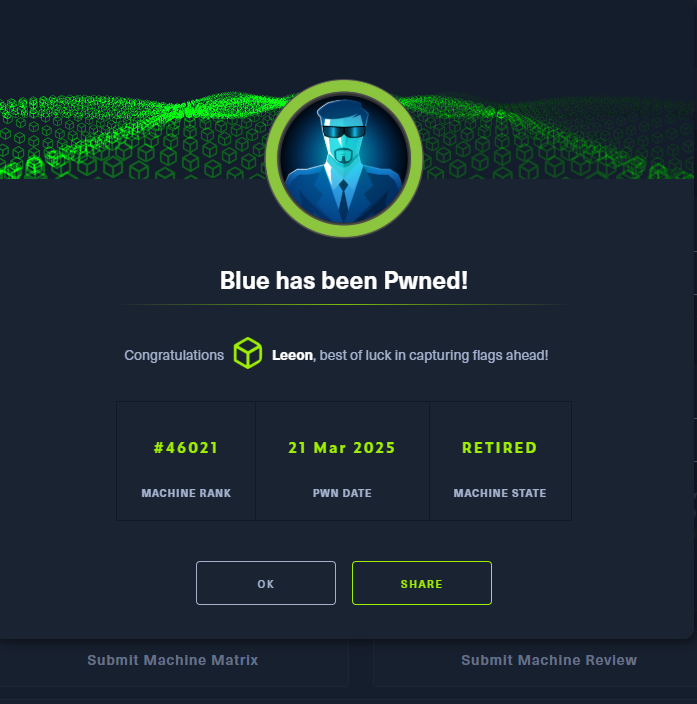 Blue has been Pwned!
Congratulations Leeon, best of luck in capturing flags ahead!
#46021 21 Mar 2025 RETIRED
MACHINE RANK PWN DATE MACHINE STATE
OK SHARE
Submit Machine Matrix Submit Machine Review